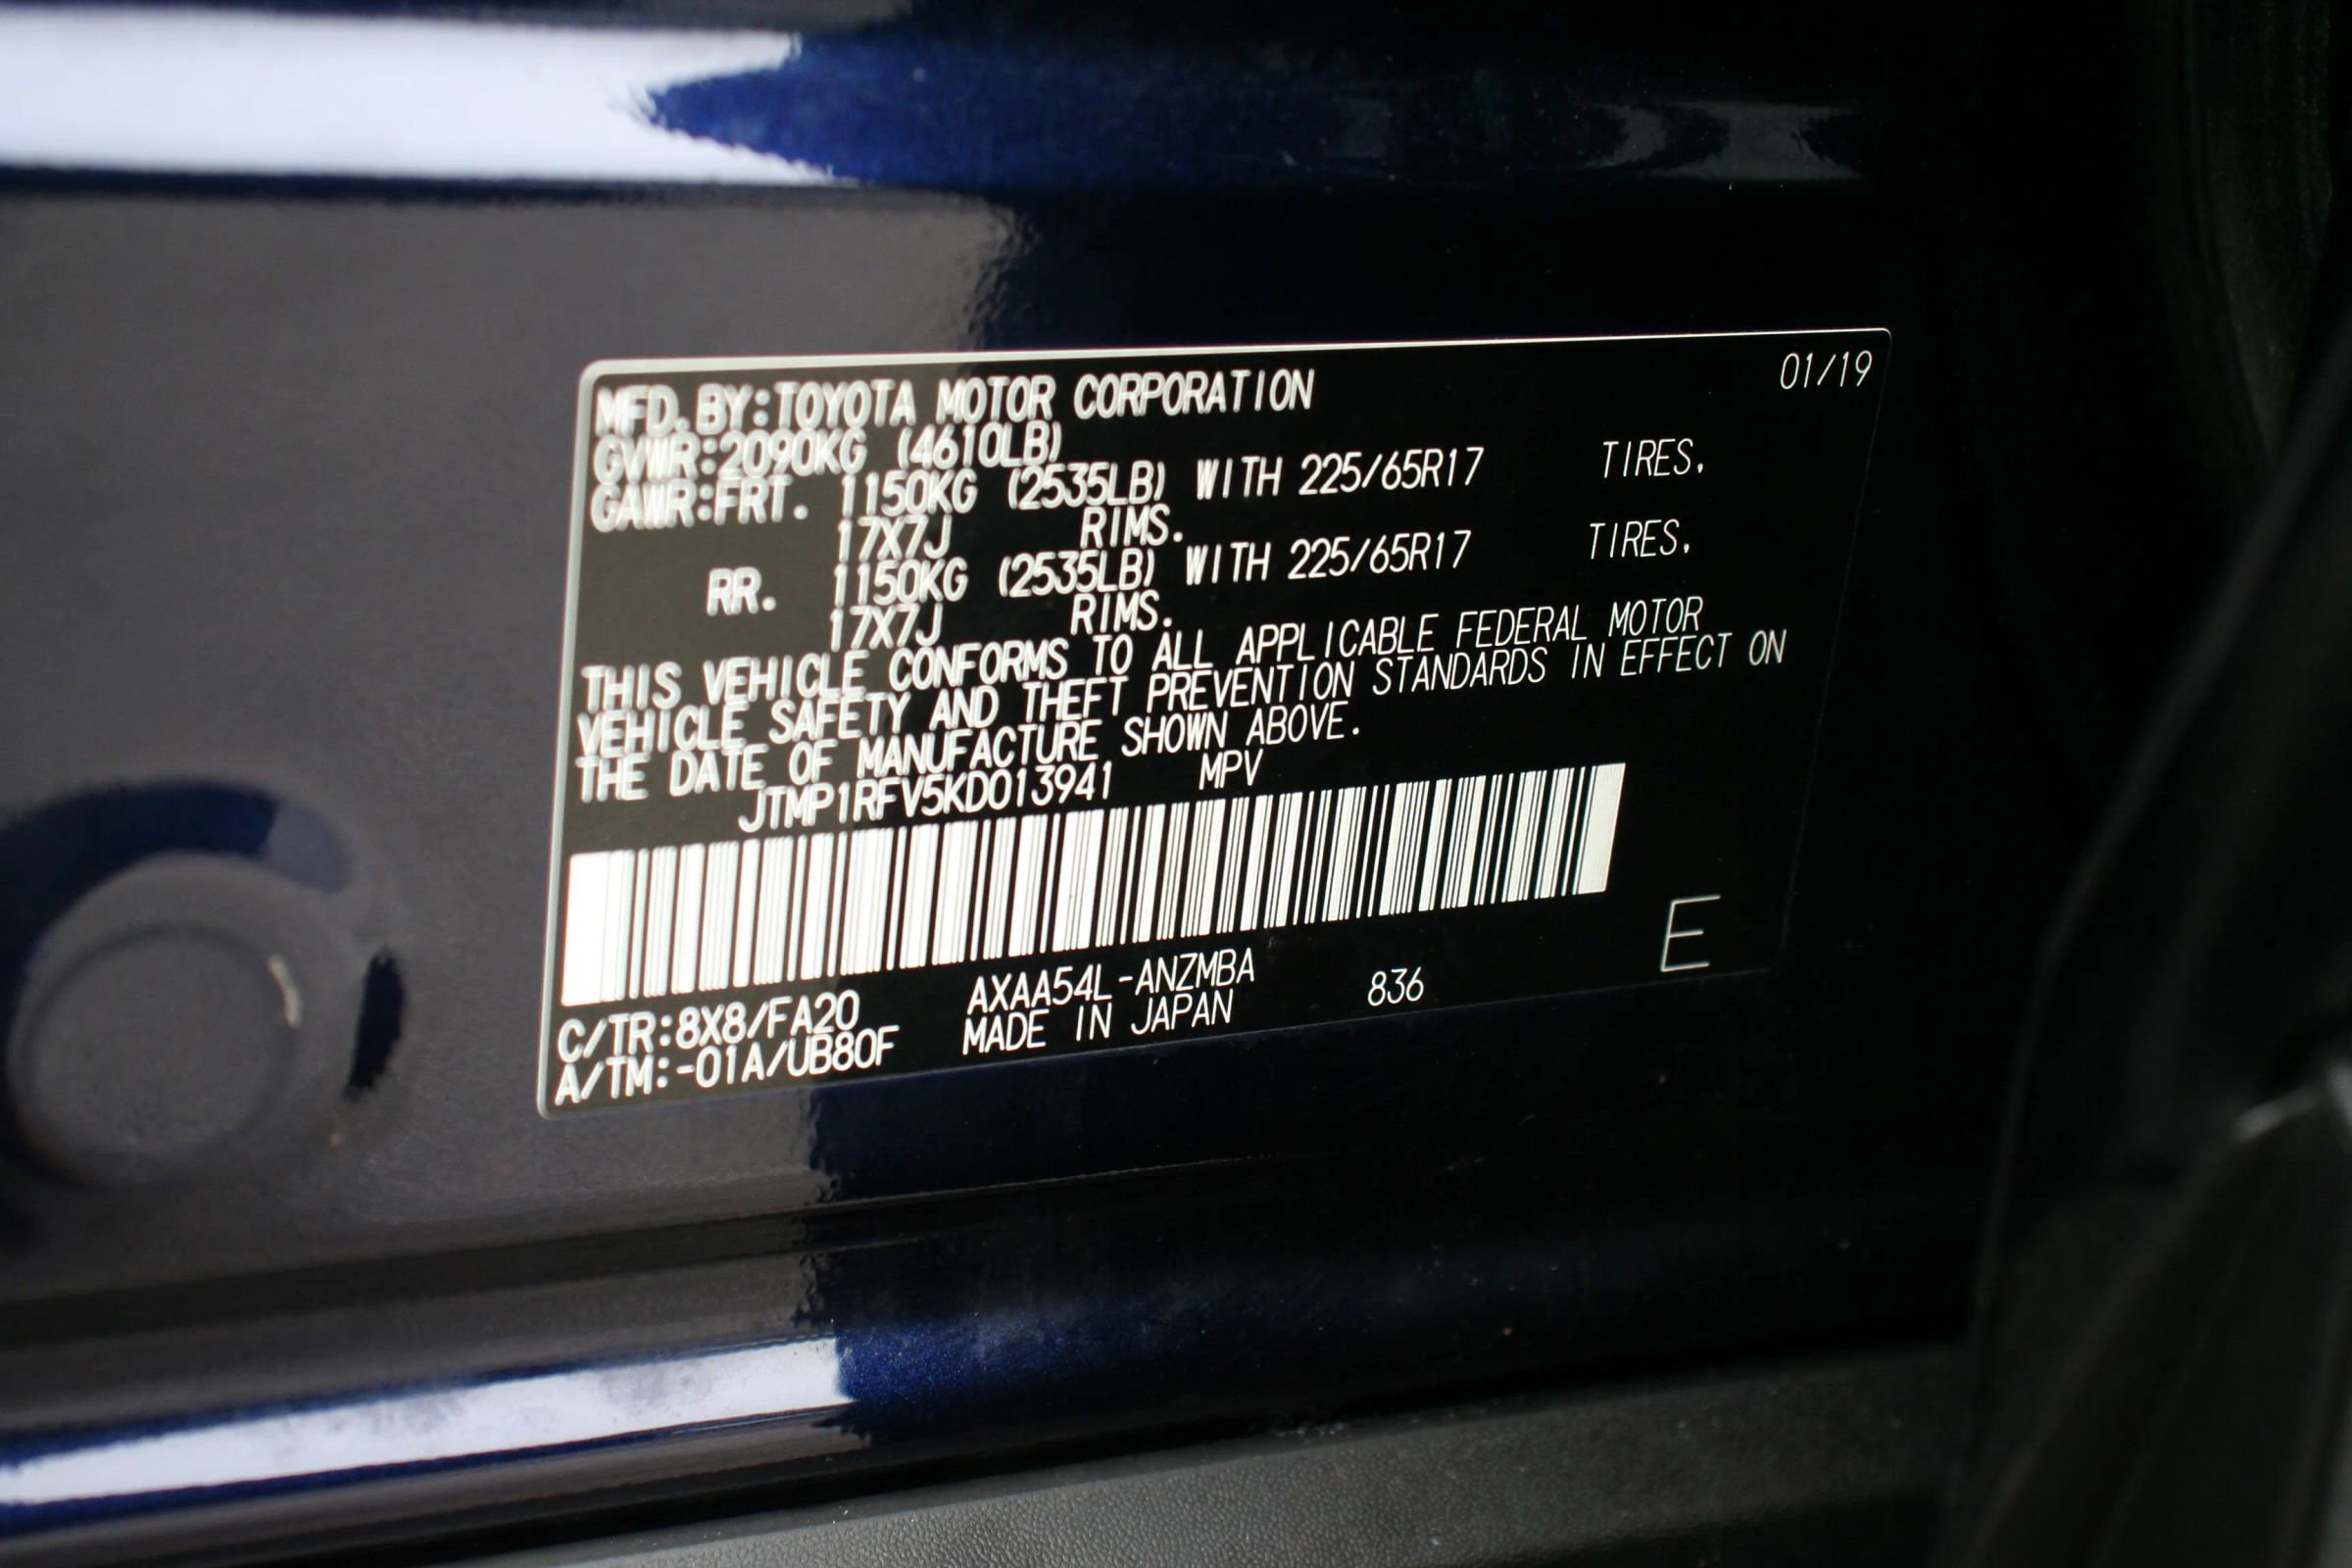 01/19
MFD. BY:TOYOTA MOTOR CORPORATION
GVWR:2090KG (4610LB)
GAWR:FRT. 1150KG (2535LB) WITH 225/65R17 TIRES.
17X7J RIMS.
RR. 1150KG (2535LB) WITH 225/65R17 TIRES.
17X7J RIMS.
THIS VEHICLE CONFORMS TO ALL APPLICABLE FEDERAL MOTOR
VEHICLE SAFETY AND THEFT PREVENTION STANDARDS IN EFFECT ON
THE DATE OF MANUFACTURE SHOWN ABOVE.
JTMP1RFV5KD013941 MPV
E
C/TR:8X8/FA20 AXAA54L-ANZMBA 836
A/TM:-01A/UB80F MADE IN JAPAN